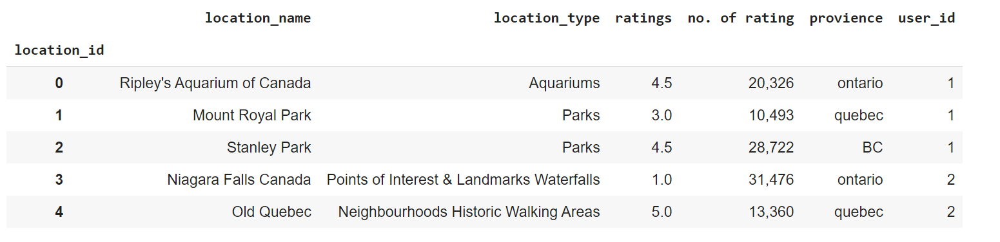 location_name location_type ratings no. of rating provience user_id
location_id
0 Ripley's Aquarium of Canada Aquariums 4.5 20,326 ontario 1
1 Mount Royal Park Parks 3.0 10,493 quebec 1
2 Stanley Park Parks 4.5 28,722 BC 1
3 Niagara Falls Canada Points of Interest & Landmarks Waterfalls 1.0 31,476 ontario 2
4 Old Quebec Neighbourhoods Historic Walking Areas 5.0 13,360 quebec 2